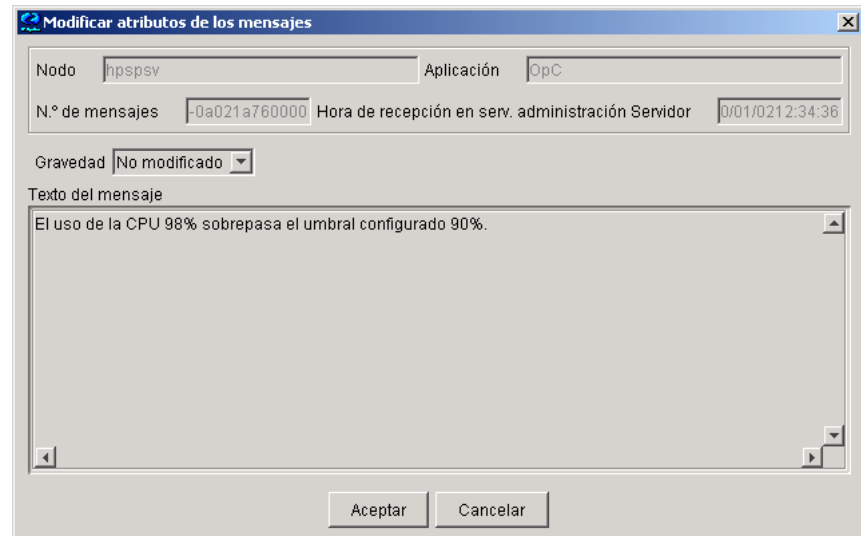 Modificar atributos de los mensajes
Nodo hpspsv Aplicación OpC
N.º de mensajes -0a021a760000 Hora de recepción en serv. administración Servidor 0/01/0212:34:36
Gravedad No modificado
Texto del mensaje
El uso de la CPU 98% sobrepasa el umbral configurado 90%.
Aceptar Cancelar